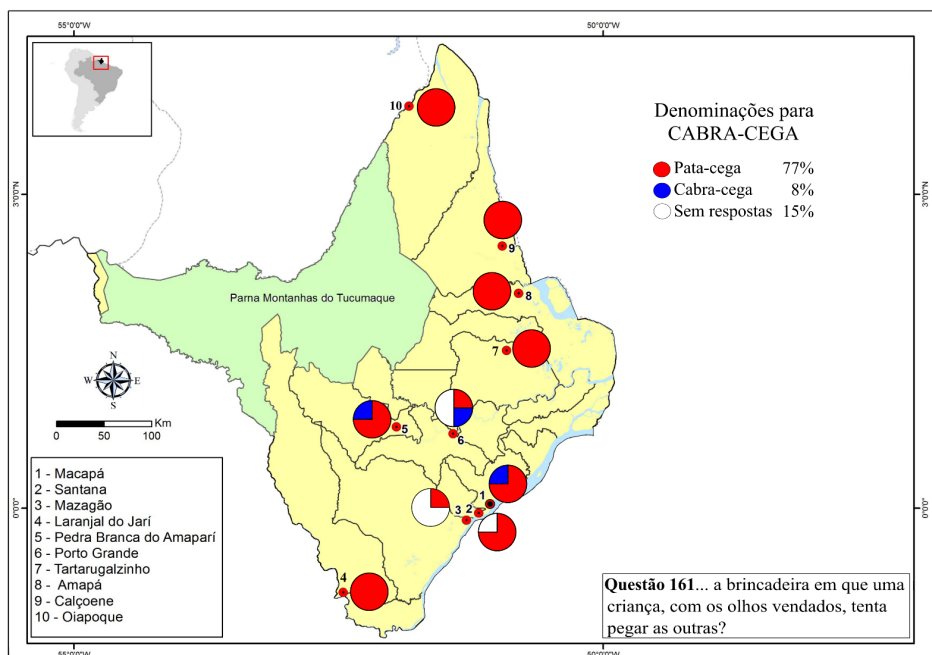 55°0'0"W
50°0'0"W
10
Denominações para
CABRA-CEGA
Pata-cega 77%
Cabra-cega 8%
Sem respostas 15%
3°0'0"N
3°0'0"N
9
8
Parna Montanhas do Tucumaque
7
N
W E
S
Km
0 50 100
5
6
1 - Macapá
2 - Santana
3 - Mazagão
4 - Laranjal do Jarí
5 - Pedra Branca do Amaparí
6 - Porto Grande
7 - Tartarugalzinho
8 - Amapá
9 - Calçoene
10 - Oiapoque
1
2
3
0°0'0"
0°0'0"
4
Questão 161... a brincadeira em que uma
criança, com os olhos vendados, tenta
pegar as outras?
55°0'0"W
50°0'0"W